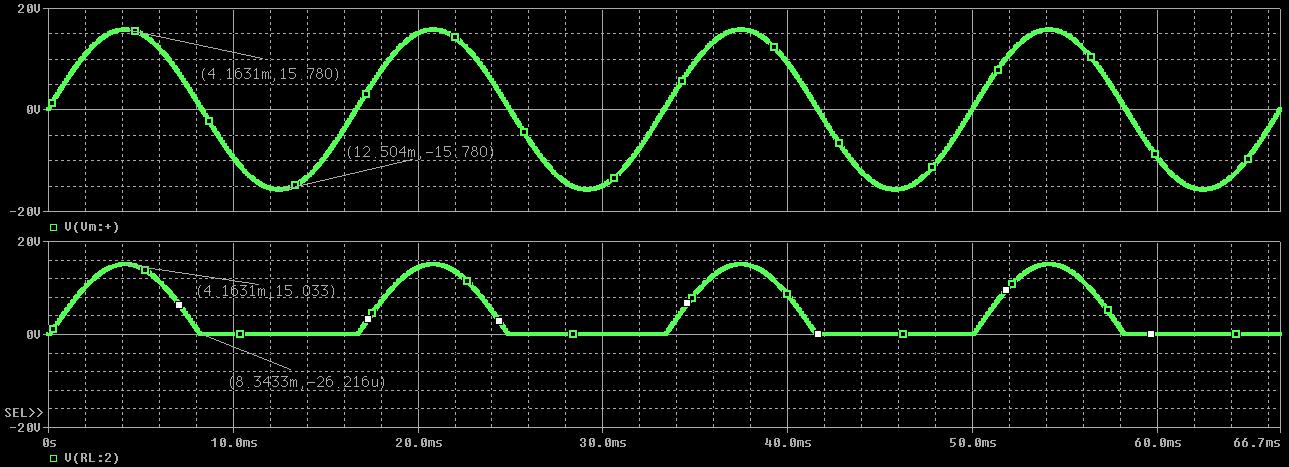 20V
(4.1631m,15.780)
0V
(12.504m,-15.780)
-20V
V(Vm:+)
20V
(4.1631m,15.033)
0V
(8.3433m,-26.216u)
SEL>>
-20V
0s 10.0ms 20.0ms 30.0ms 40.0ms 50.0ms 60.0ms 66.7ms
V(RL:2)